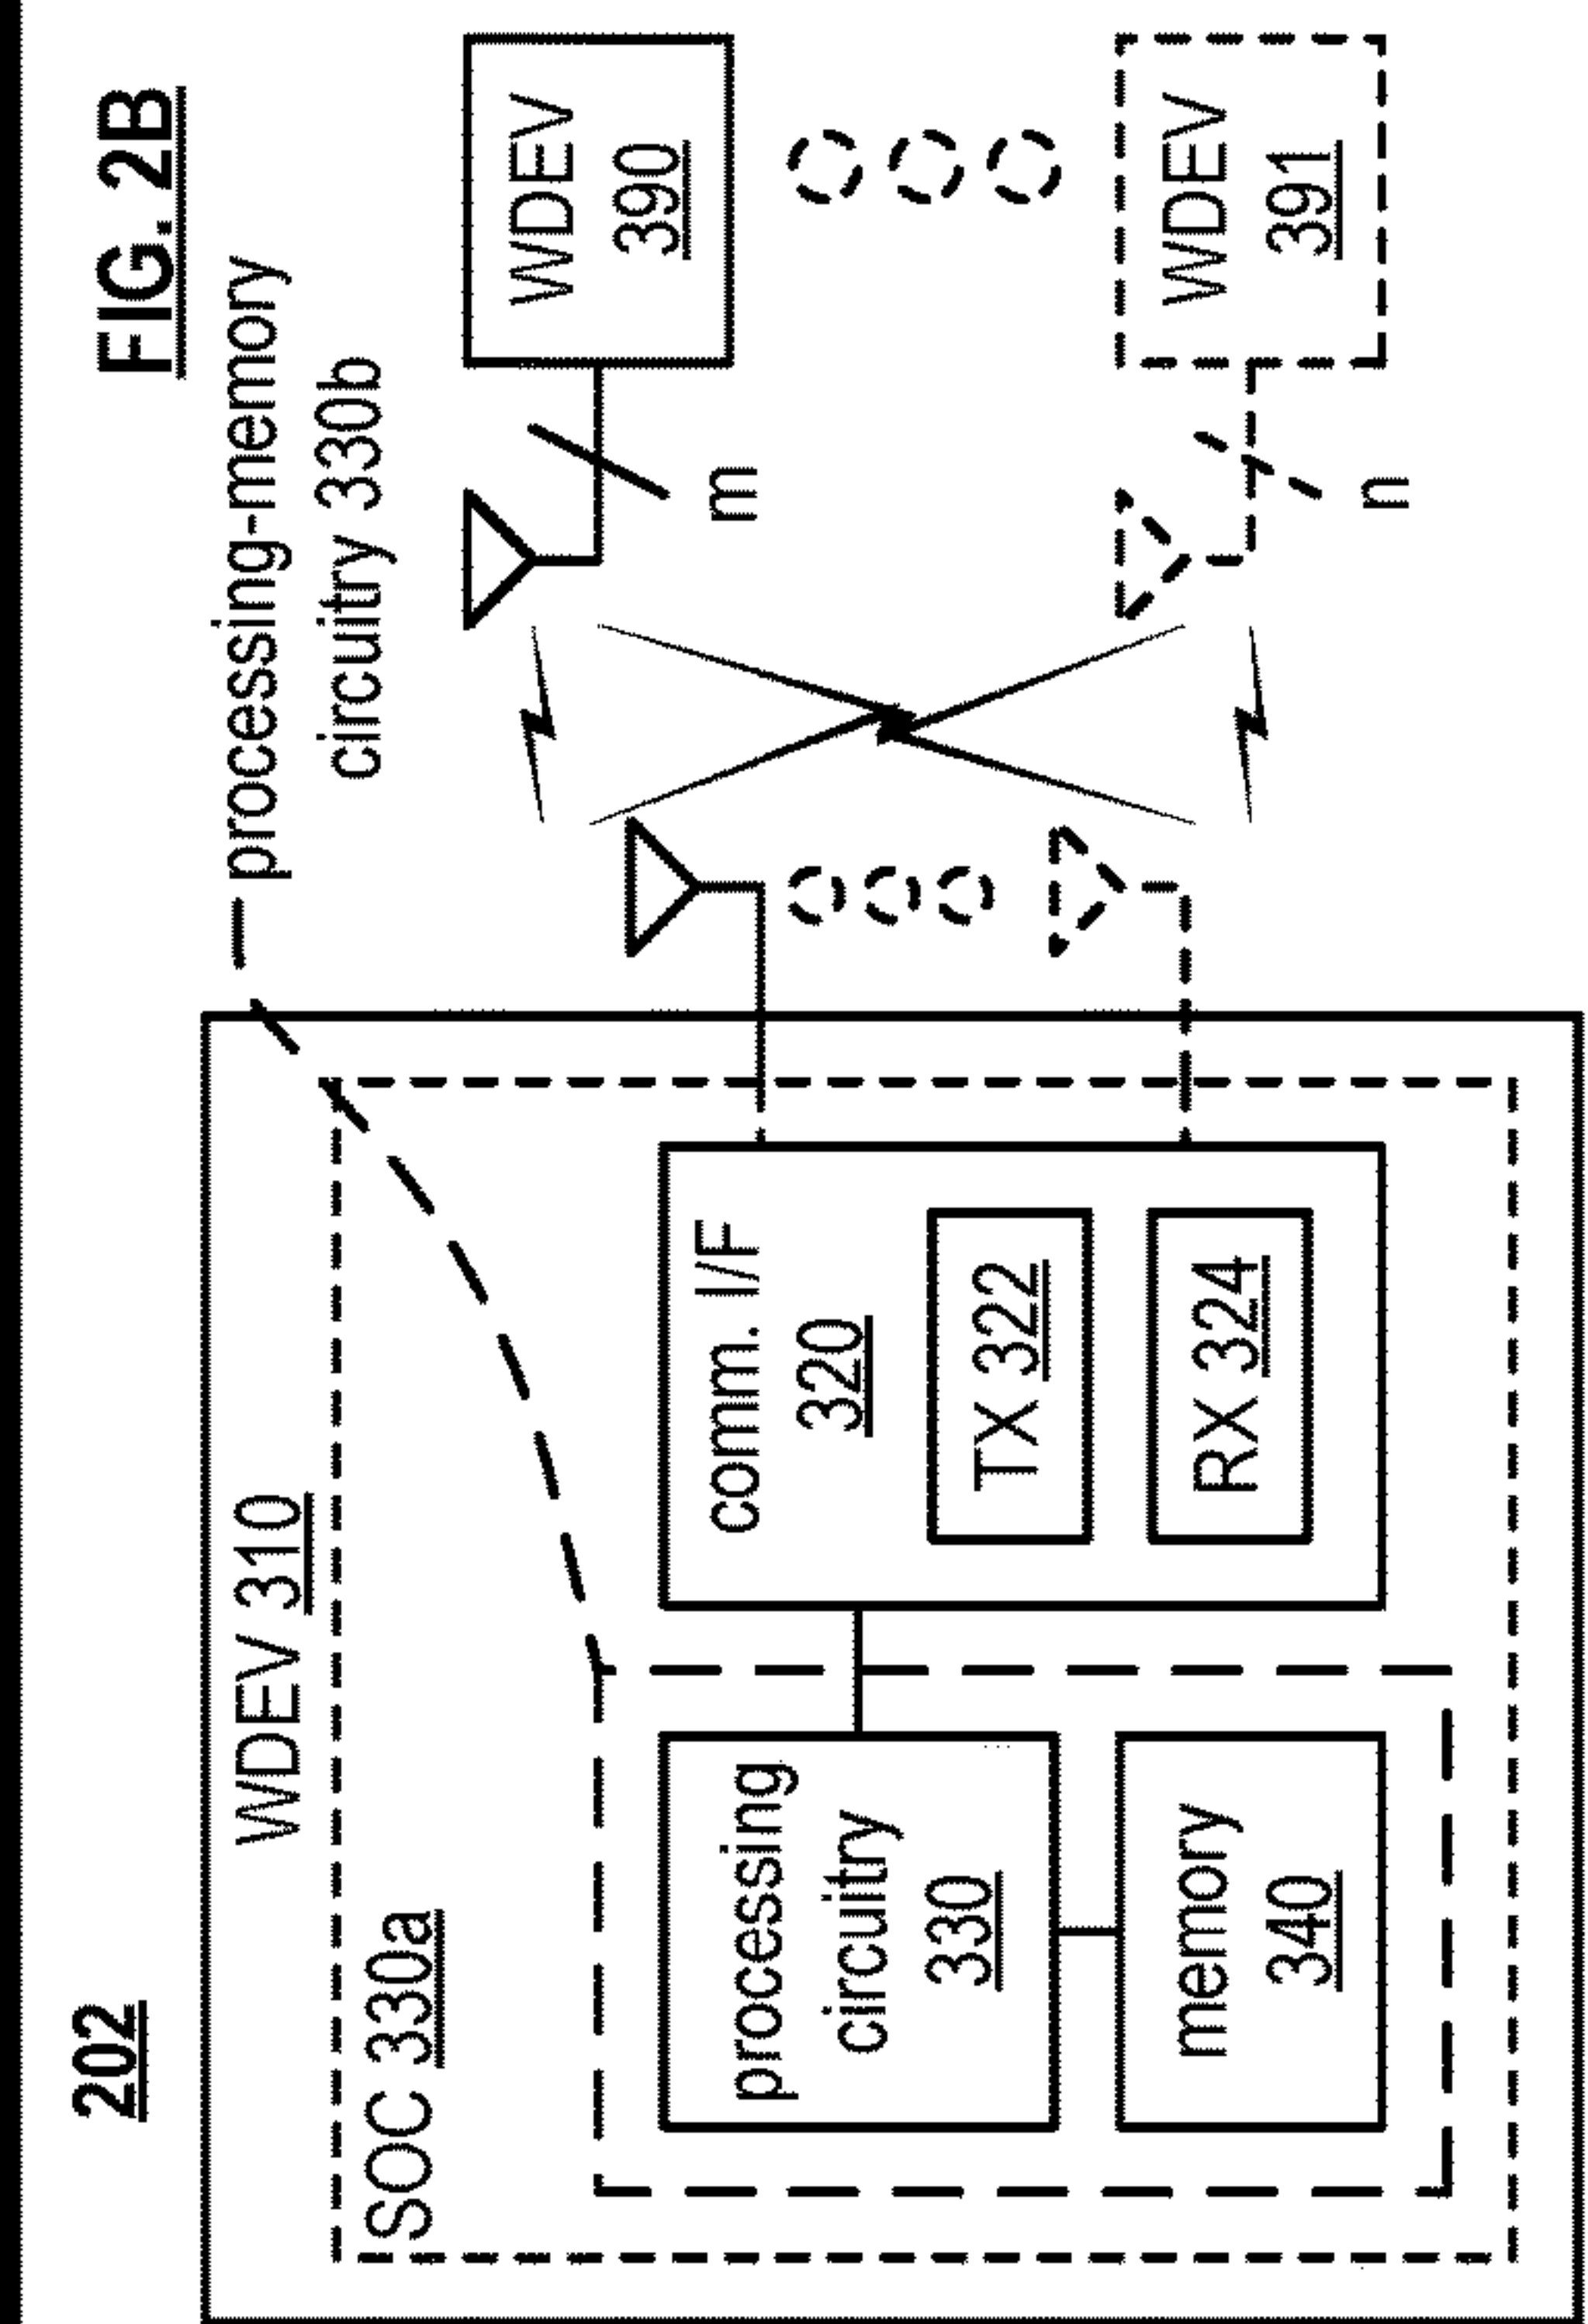 202
FIG. 2B
processing-memory
circuitry 330b
WDEV 310
SOC 330a
processing
circuitry
330
memory
340
comm. I/F
320
TX 322
RX 324
m
n
WDEV
390
WDEV
391